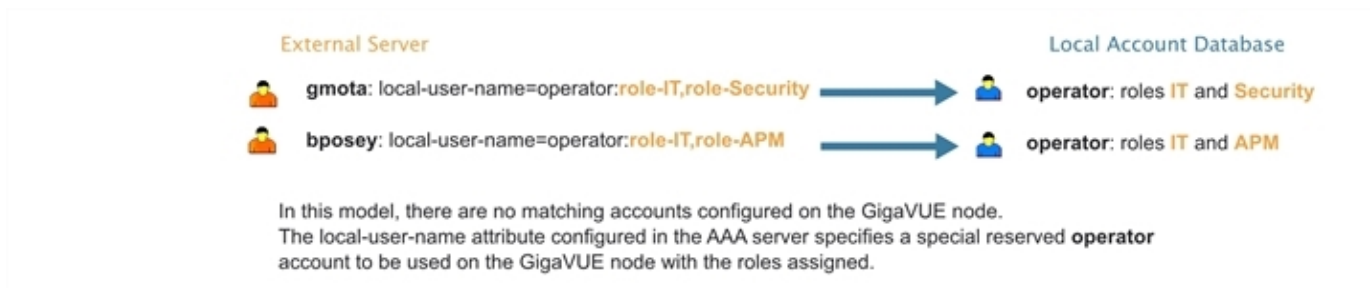 External Server Local Account Database
gmota: local-user-name=operator:role-IT,role-Security operator: roles IT and Security
bposey: local-user-name=operator:role-IT,role-APM operator: roles IT and APM
In this model, there are no matching accounts configured on the GigaVUE node.
The local-user-name attribute configured in the AAA server specifies a special reserved operator
account to be used on the GigaVUE node with the roles assigned.